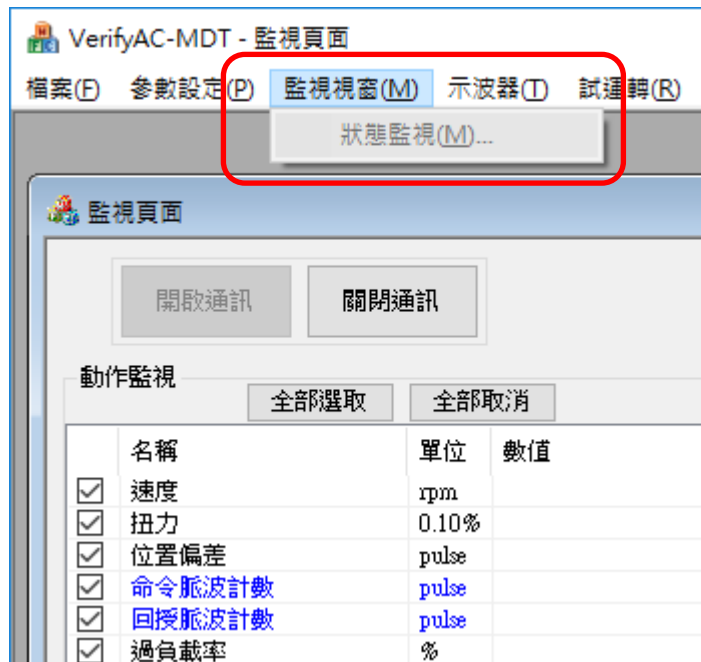 VerifyAC-MDT - 監視頁面
檔案(F) 參數設定(P) 監視視窗(M) 示波器(T) 試運轉(R)
狀態監視(M)...
監視頁面
開啟通訊 關閉通訊
動作監視
全部選取 全部取消
名稱 單位 數值
速度 rpm
扭力 0.10%
位置偏差 pulse
命令脈波計數 pulse
回授脈波計數 pulse
過負載率 %